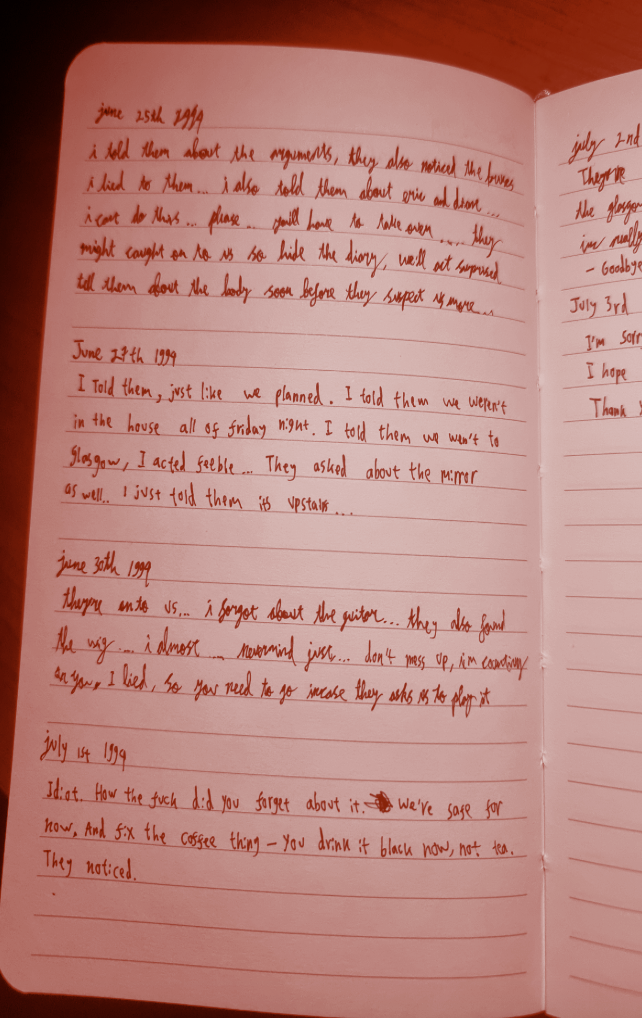 june 25th 1999
i told them about the arguments, they also noticed the bruises
i lied to them... i also told them about eric and
i cant do this... please... you'll have to take over..... they
might caught on to us so hide the diary, we'll act suprised
tell them about the body soon before they suspect us more....
June 27th 1999
I Told them, just like we planned. I told them we weren't
in the house all of friday night. I told them we wen't to
glasgow, I acted feeble... They asked about the mirror
as well.. I just told them its upstairs...
june 30th 1999
theyre onto us... i forgot about the guitar... they also found
the wig.... i almost .... nevermind just... don't mess up, im counting
on you, I lied, so you need to go incase they asks us to play it
july 1st 1999
Idiot. How the fuck did you forget about it. We're safe for
now, And fix the coffee thing – You drink it black now, not tea.
They noticed.
july 2nd
They're
the glasgow
im really
– Goodbye
July 3rd
I'm sorr
I hope
Thank